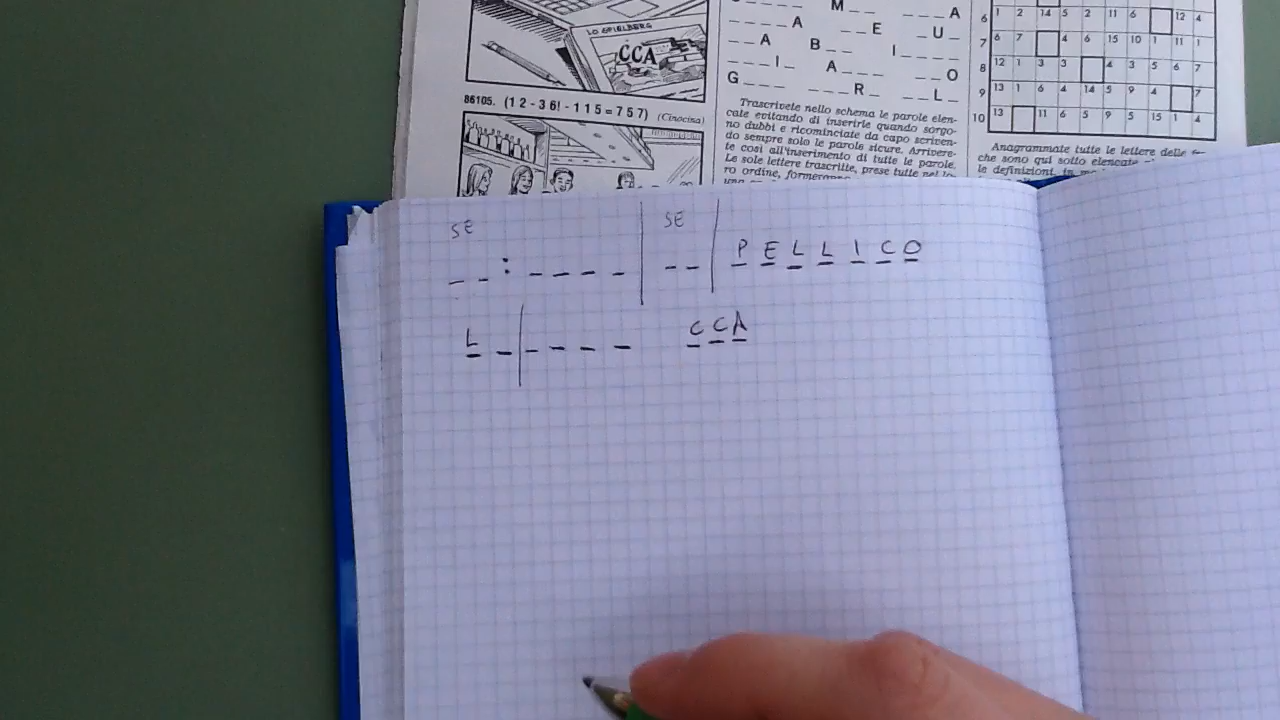 LO SPIELBERG
CCA
86105. (1 2 - 3 6! - 1 1 5 = 7 5 7)
(Cinocina)
M _ _ _ _ _ A
_ _ _ _ A _ _ E _ U _
_ _ A B _ _ I _ _ _
_ _ _ I _ A _ _ _ _ _ O
G _ _ _ _ _ R _ _ _ L _
Trascrivete nello schema le parole elen-
cate evitando di inserirle quando sorgo-
no dubbi e ricominciate da capo scriven-
do sempre solo le parole sicure. Arrivere-
te così all'inserimento di tutte le parole.
Le sole lettere trascritte, prese tutte nel lo-
ro ordine, formeranno
6 1 2 14 5 2 11 6 12 4
7 6 7 4 6 15 10 1 11 1
8 12 1 3 3 4 3 5 6 7
9 13 1 6 4 14 5 9 4 7
10 13 11 6 5 9 5 15 1 4
Anagrammate tutte le lettere delle
che sono qui sotto elencate
le definizioni, in
SE SE
_ _ : _ _ _ _ _ _ P E L L I C O
L _ _ _ _ _ C C A